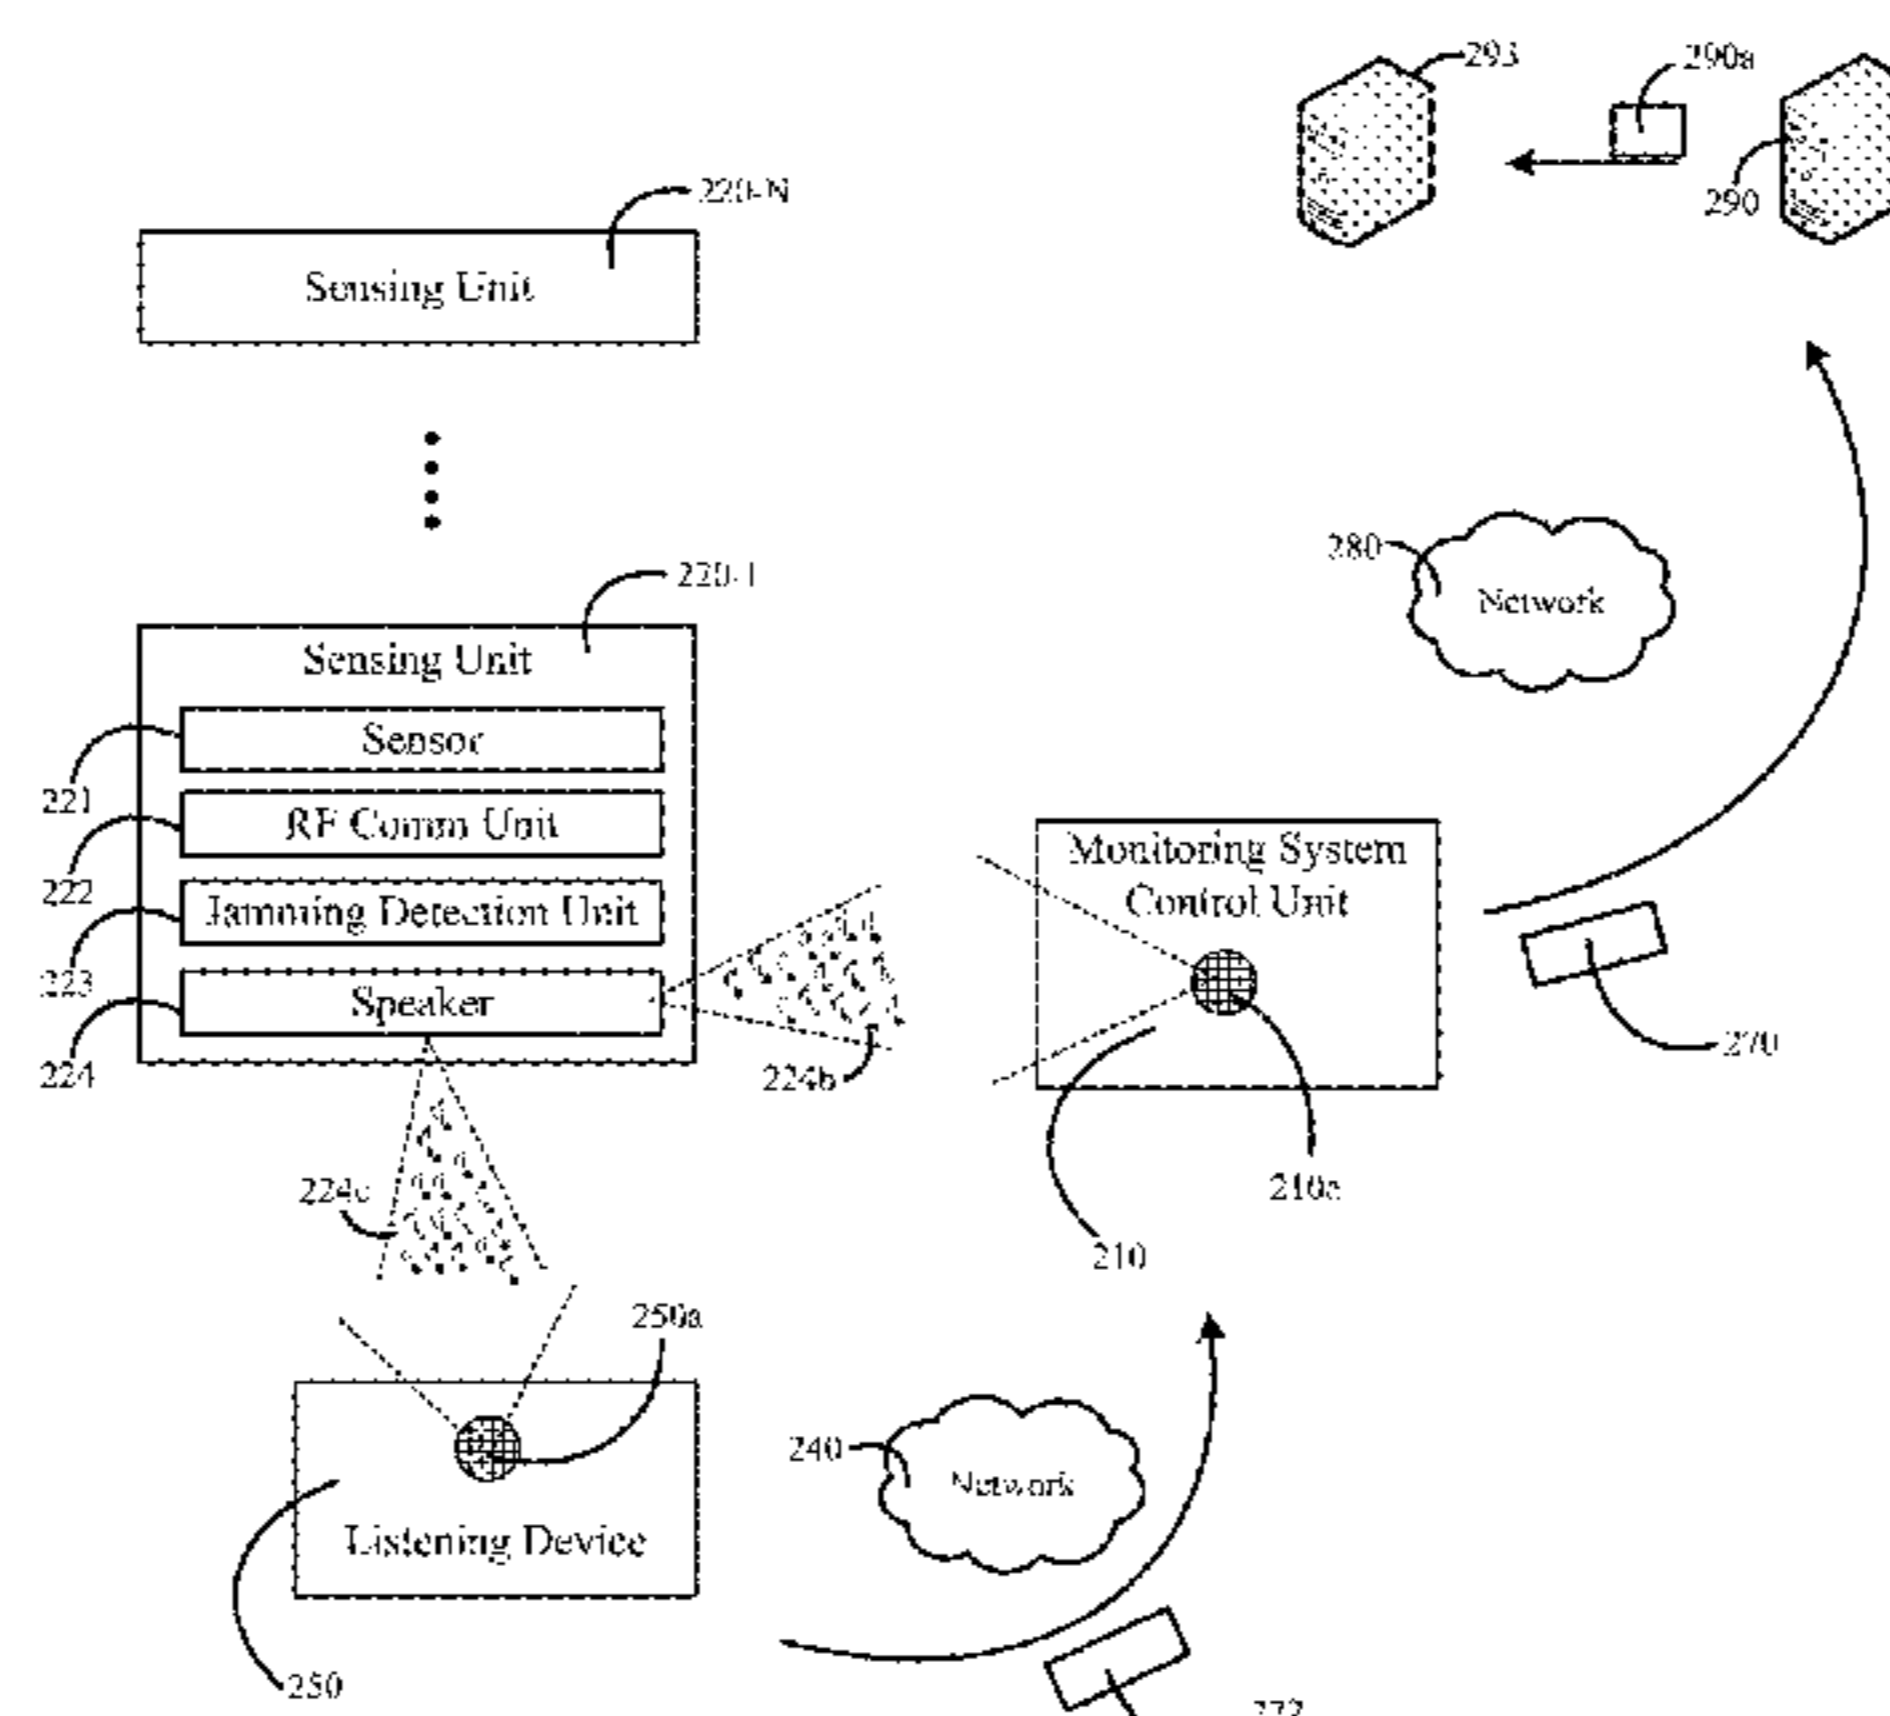 293
290a
290
220-N
Sensing Unit
280
Network
220-1
Sensing Unit
Sensor
221
RF Comm Unit
222
Jamming Detection Unit
223
Speaker
224
224b
Monitoring System
Control Unit
270
224c
210
250a
240
Network
Listening Device
250